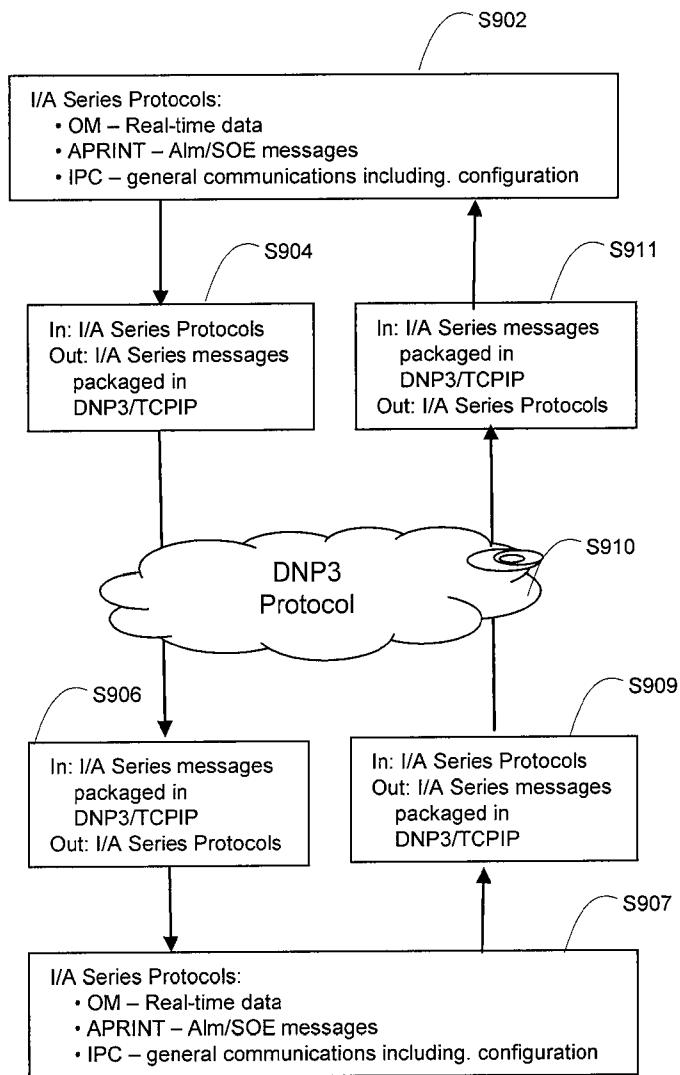 S902
I/A Series Protocols:
• OM – Real-time data
• APRINT – Alm/SOE messages
• IPC – general communications including. configuration
S904
In: I/A Series Protocols
Out: I/A Series messages
packaged in
DNP3/TCPIP
S911
In: I/A Series messages
packaged in
DNP3/TCPIP
Out: I/A Series Protocols
DNP3
Protocol
S910
S906
In: I/A Series messages
packaged in
DNP3/TCPIP
Out: I/A Series Protocols
S909
In: I/A Series Protocols
Out: I/A Series messages
packaged in
DNP3/TCPIP
S907
I/A Series Protocols:
• OM – Real-time data
• APRINT – Alm/SOE messages
• IPC – general communications including. configuration